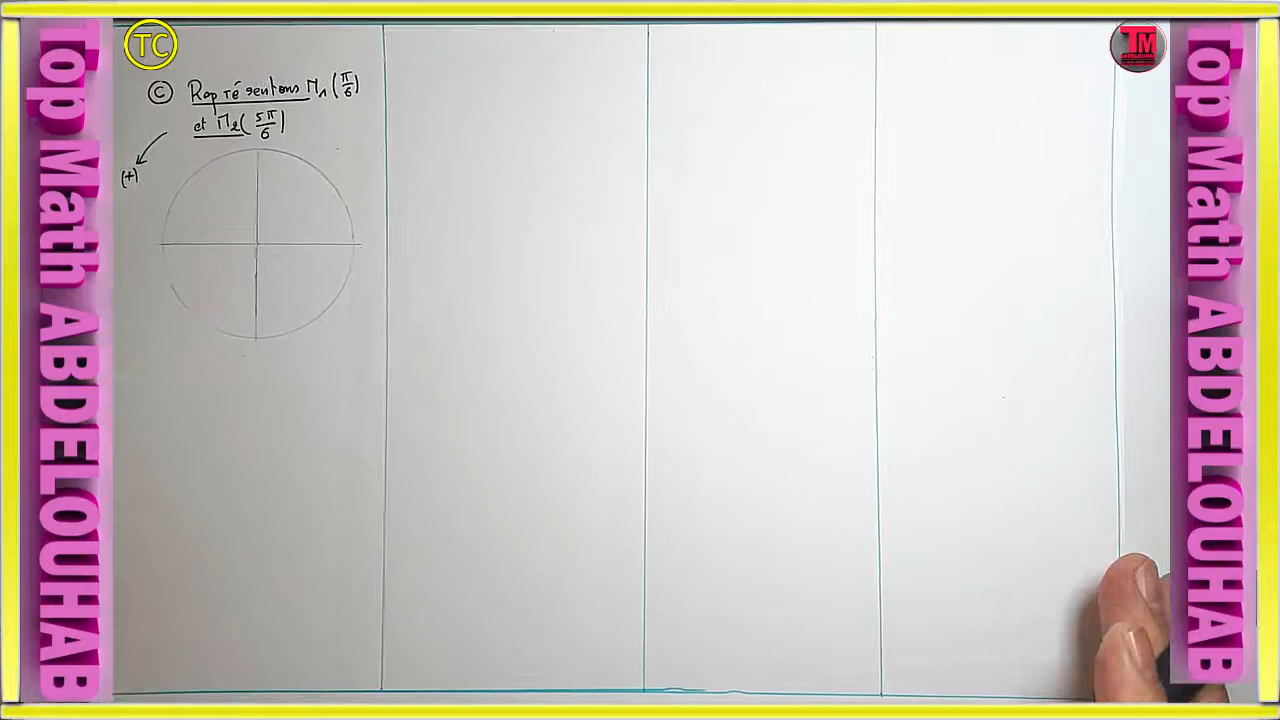 Top Math ABDELOUHAB
TC
TM
Ⓒ Représentons M₁(π/6)
et M₂(5π/6)
(+)
Top Math ABDELOUHAB